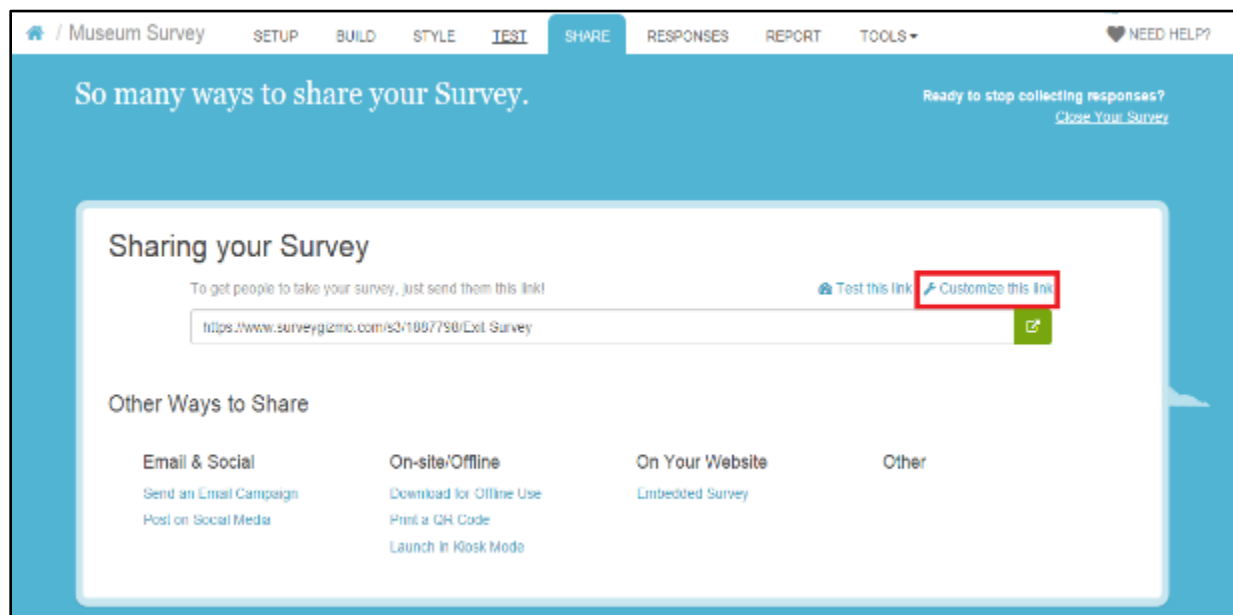 / Museum Survey SETUP BUILD STYLE TEST SHARE RESPONSES REPORT TOOLS NEED HELP?
So many ways to share your Survey.
Ready to stop collecting responses?
Close Your Survey
Sharing your Survey
To get people to take your survey, just send them this link!
Test this link
Customize this link
https://www.surveygizmo.com/s3/1887798/Exit Survey
Other Ways to Share
Email & Social
Send an Email Campaign
Post on Social Media
On-site/Offline
Download for Offline Use
Print a QR Code
Launch in Kiosk Mode
On Your Website
Embedded Survey
Other